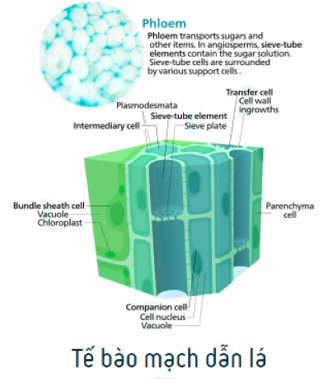 Phloem
Phloem transports sugars and
other items. In angiosperms, sieve-tube
elements contain the sugar solution.
Sieve-tube cells are surrounded
by various support cells .
Transfer cell
Cell wall
ingrowths
Plasmodesmata
Sieve-tube element
Intermediary cell
Sieve plate
Bundle sheath cell
Vacuole
Chloroplast
Parenchyma
cell
Companion cell
Cell nucleus
Vacuole
Tế bào mạch dẫn lá